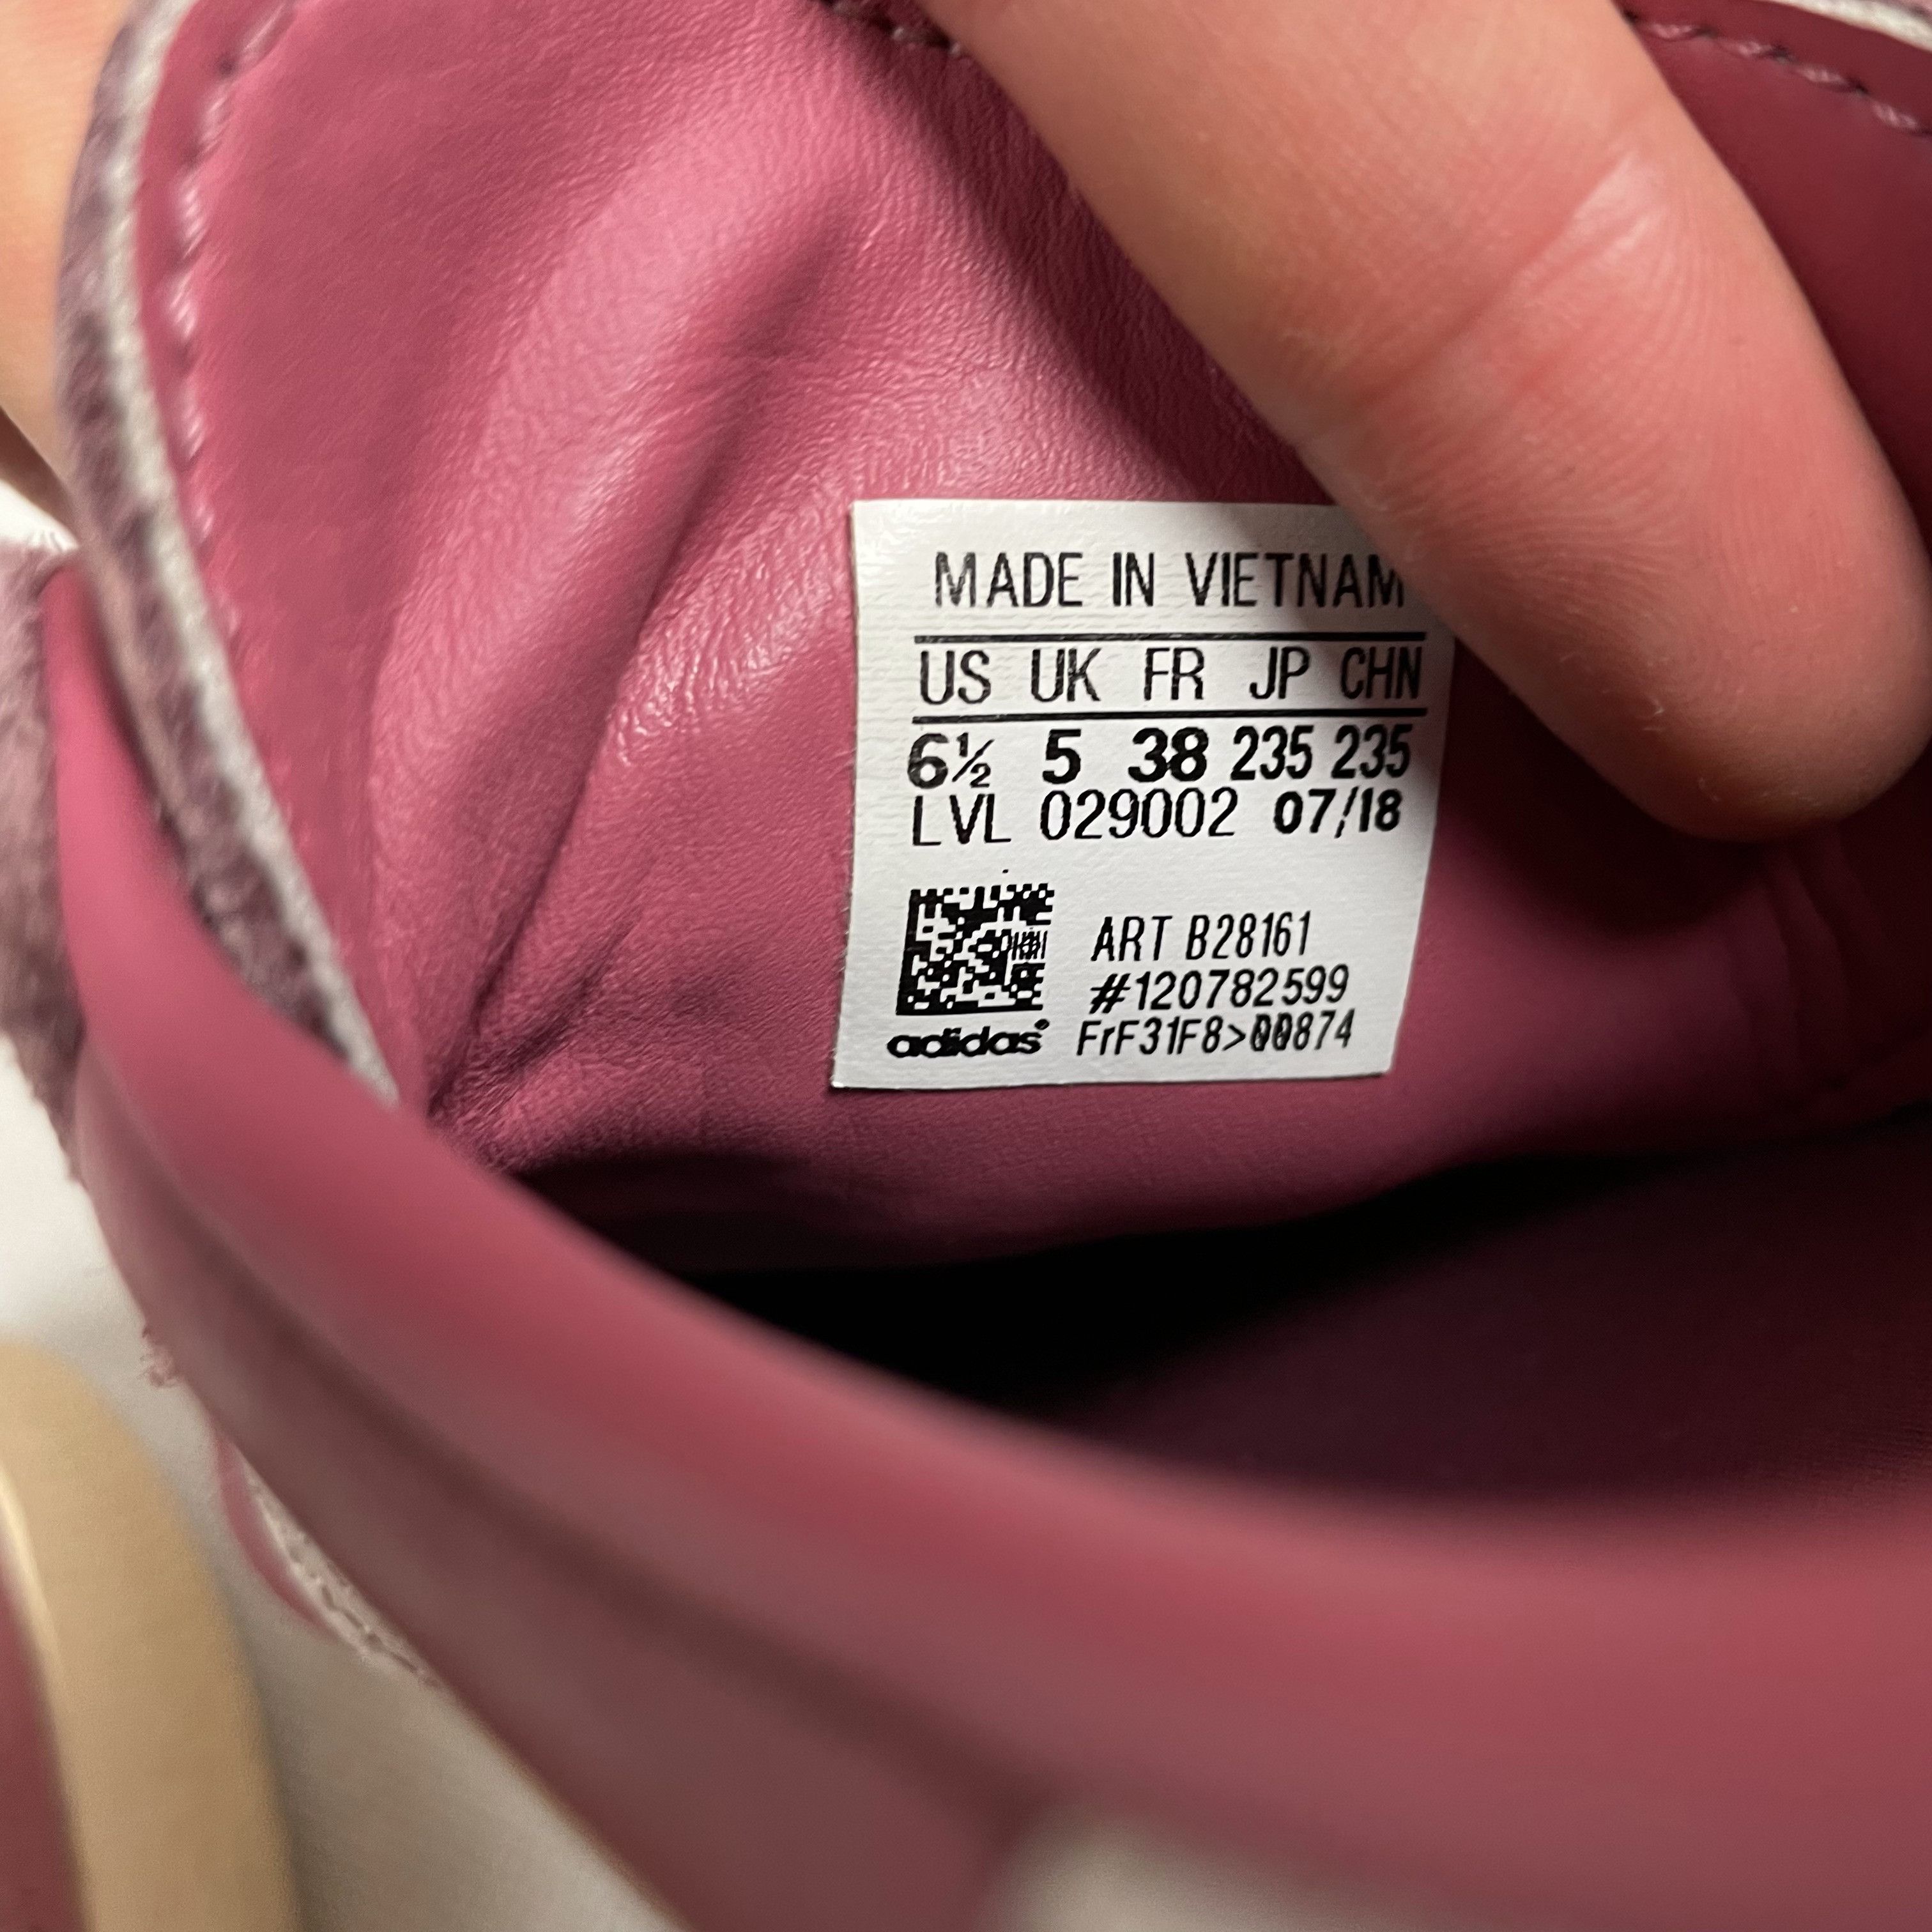 MADE IN VIETNAM
US UK FR JP CHN
6½ 5 38 235 235
LVL 029002 07/18
ART B28161
#120782599
adidas® FrF31F8>00874